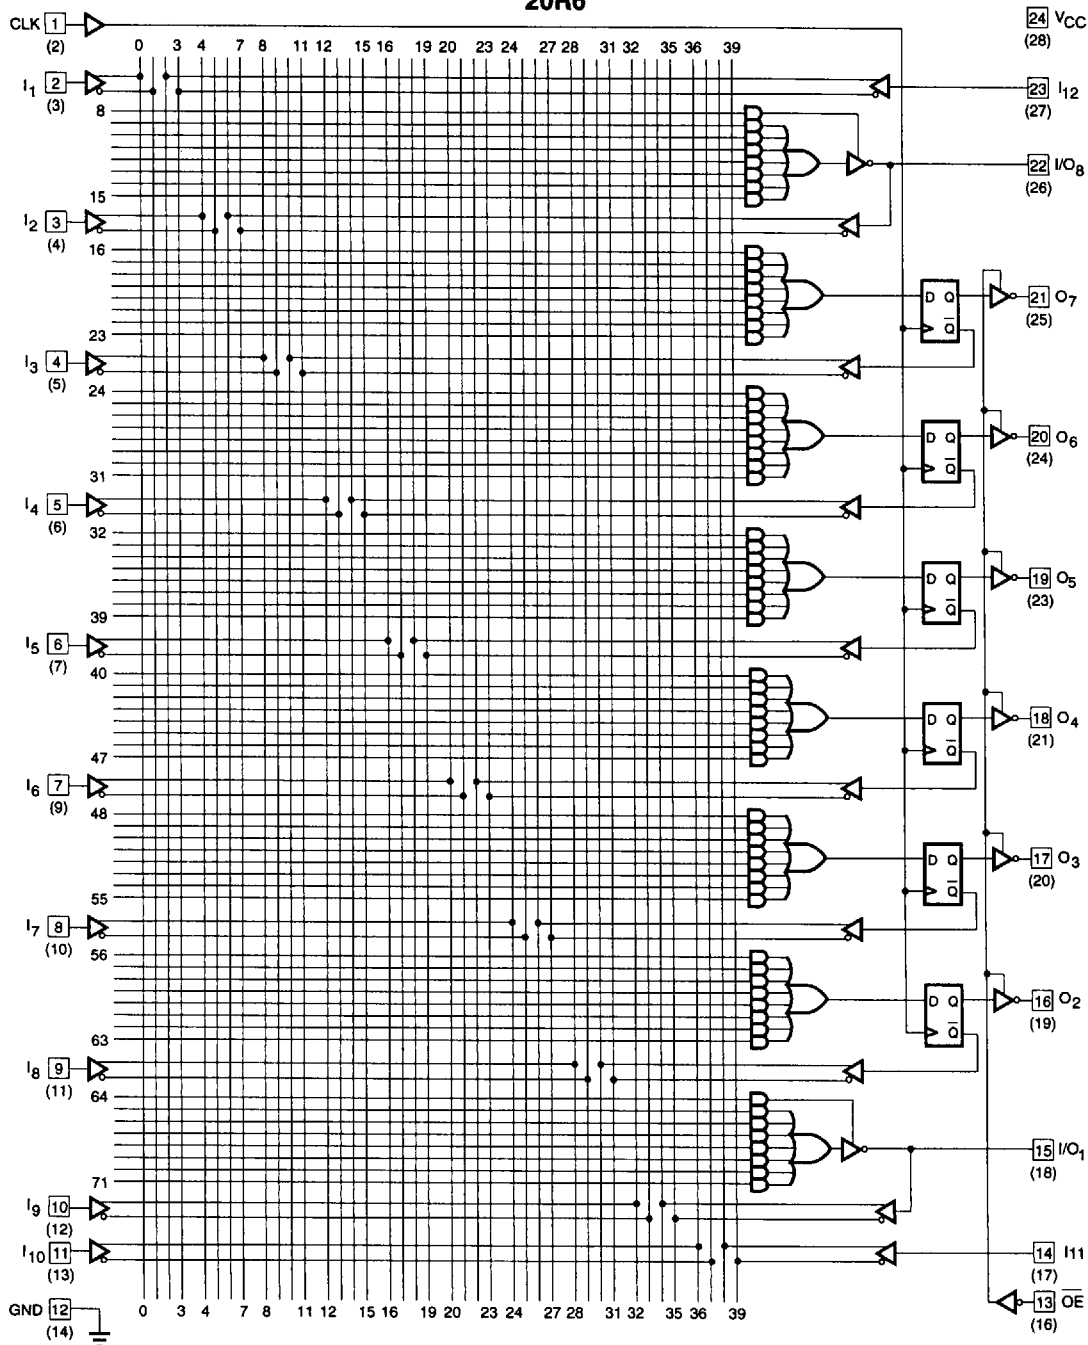 20R6
CLK 1 (2)
24 VCC (28)
0 3 4 7 8 11 12 15 16 19 20 23 24 27 28 31 32 35 36 39
I1 2 (3)
23 I12 (27)
8
22 I/O8 (26)
15
I2 3 (4)
16
D Q Q
21 O7 (25)
23
I3 4 (5)
24
D Q Q
20 O6 (24)
31
I4 5 (6)
32
D Q Q
19 O5 (23)
39
I5 6 (7)
40
D Q Q
18 O4 (21)
47
I6 7 (9)
48
D Q Q
17 O3 (20)
55
I7 8 (10)
56
D Q Q
16 O2 (19)
63
I8 9 (11)
64
15 I/O1 (18)
71
I9 10 (12)
I10 11 (13)
14 I11 (17)
GND 12 (14)
0 3 4 7 8 11 12 15 16 19 20 23 24 27 28 31 32 35 36 39
13 OE (16)